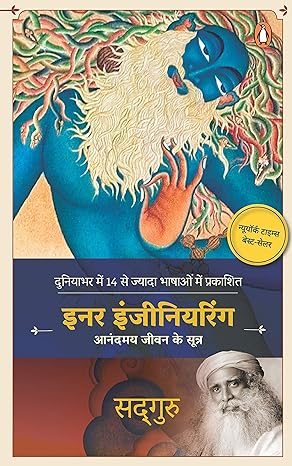 न्यूयॉर्क टाइम्स
बेस्ट-सेलर
दुनियाभर में 14 से ज्यादा भाषाओं में प्रकाशित
इनर इंजीनियरिंग
आनंदमय जीवन के सूत्र
सद्गुरु